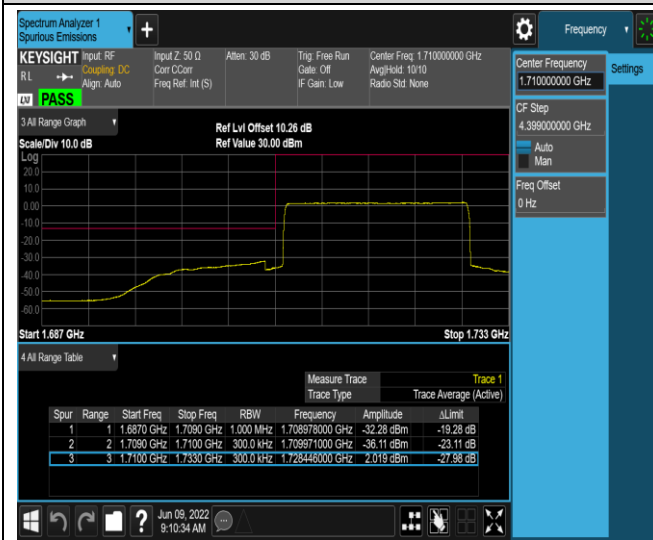 Spectrum Analyzer 1
Spurious Emissions
Frequency
KEYSIGHT
R L
LXI
PASS
Input: RF
Coupling: DC
Align: Auto
Input Z: 50 Ω
Corr CCorr
Freq Ref: Int (S)
Atten: 30 dB
Trig: Free Run
Gate: Off
IF Gain: Low
Center Freq: 1.710000000 GHz
Avg|Hold: 10/10
Radio Std: None
Center Frequency
1.710000000 GHz
Settings
CF Step
4.399000000 GHz
Auto
Man
Freq Offset
0 Hz
3 All Range Graph
Scale/Div 10.0 dB
Ref Lvl Offset 10.26 dB
Ref Value 30.00 dBm
Log
20.0
10.0
0.00
-10.0
-20.0
-30.0
-40.0
-50.0
-60.0
Start 1.687 GHz
Stop 1.733 GHz
4 All Range Table
Measure Trace Trace 1
Trace Type Trace Average (Active)
Spur Range Start Freq Stop Freq RBW Frequency Amplitude ΔLimit
1 1 1.6870 GHz 1.7090 GHz 1.000 MHz 1.708978000 GHz -32.28 dBm -19.28 dB
2 2 1.7090 GHz 1.7100 GHz 300.0 kHz 1.709971000 GHz -36.11 dBm -23.11 dB
3 3 1.7100 GHz 1.7330 GHz 300.0 kHz 1.728446000 GHz 2.019 dBm -27.98 dB
Jun 09, 2022
9:10:34 AM